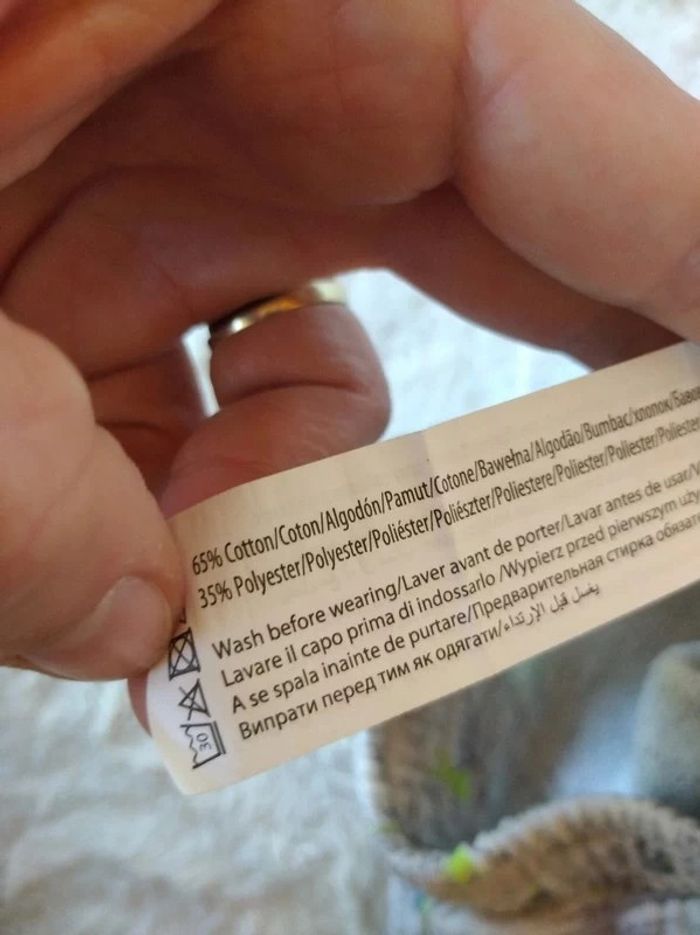 65% Cotton/Coton/Algodón/Pamut/Cotone/Bawełna/Algodão/Bumbac/хлопок/
35% Polyester/Polyester/Poliéster/Poliészter/Poliestere/Poliester/Poliester/Poliester/
Wash before wearing/Laver avant de porter/Lavar antes de usar/
Lavare il capo prima di indossarlo /Wypierz przed pierwszym
A se spala inainte de purtare/Предварительная стирка
Випрати перед тим як одягати/يغسل قبل الإرتداء
30